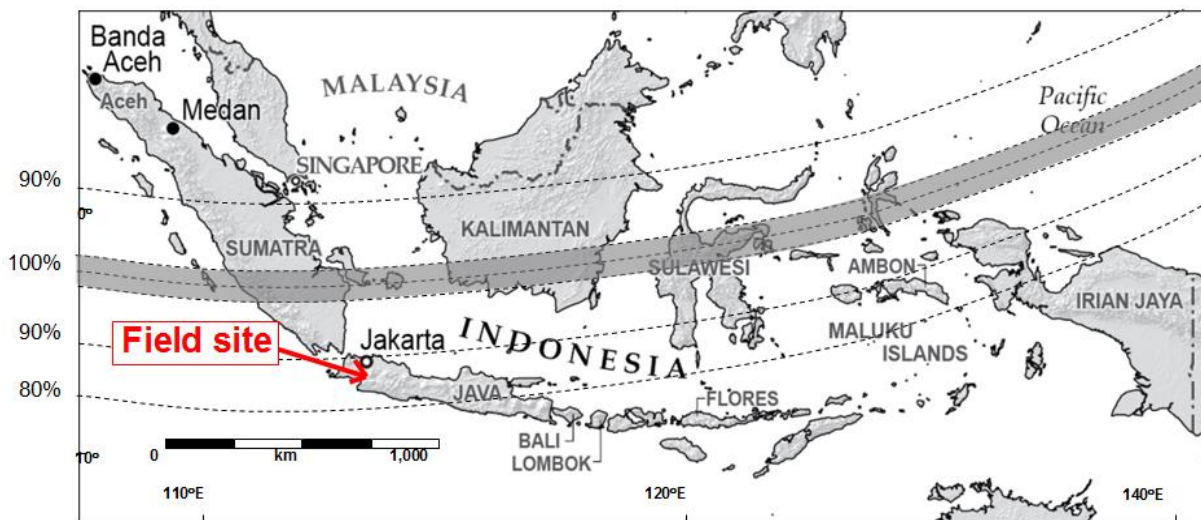 Banda
Aceh
Aceh
Medan
MALAYSIA
Pacific
Ocean
SINGAPORE
90%
0°
SUMATRA
KALIMANTAN
100%
SULAWESI
AMBON
IRIAN JAYA
90%
Field site
Jakarta
INDONESIA
MALUKU
ISLANDS
80%
JAVA
FLORES
BALI
LOMBOK
0
km
1,000
10°
110°E
120°E
140°E